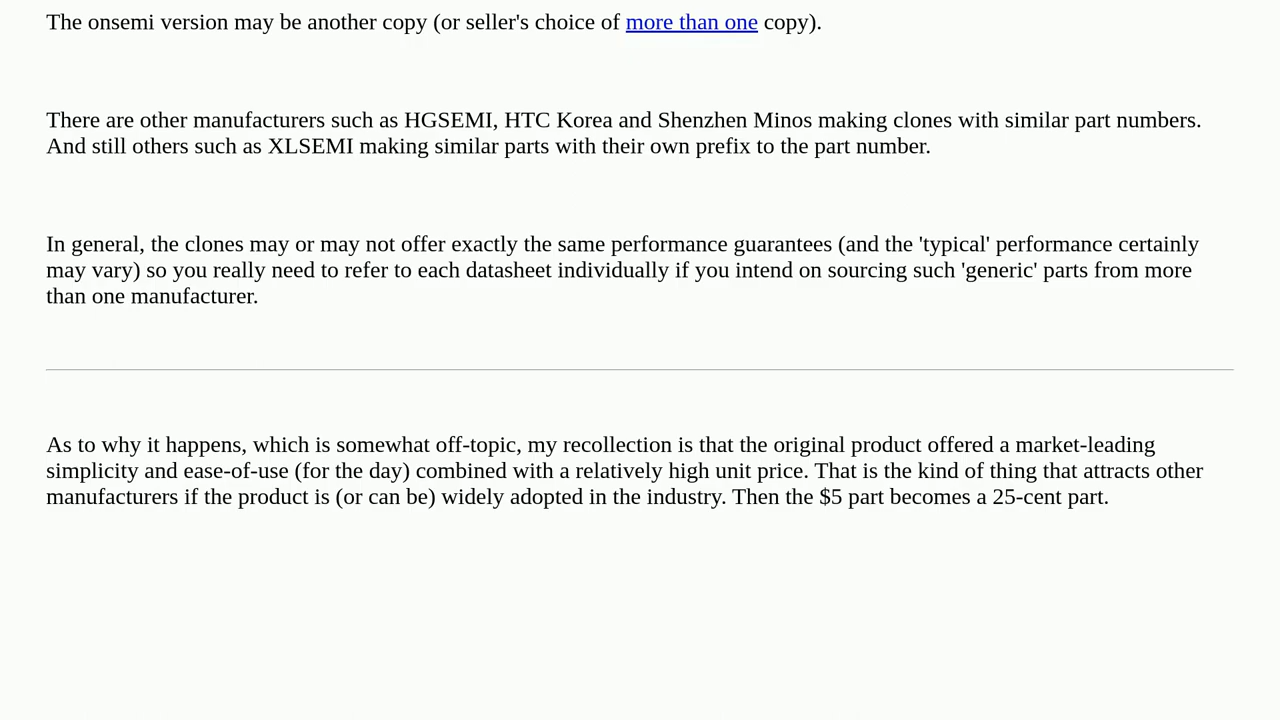 The onsemi version may be another copy (or seller's choice of more than one copy).
There are other manufacturers such as HGSEMI, HTC Korea and Shenzhen Minos making clones with similar part numbers.
And still others such as XLSEMI making similar parts with their own prefix to the part number.
In general, the clones may or may not offer exactly the same performance guarantees (and the 'typical' performance certainly
may vary) so you really need to refer to each datasheet individually if you intend on sourcing such 'generic' parts from more
than one manufacturer.
As to why it happens, which is somewhat off-topic, my recollection is that the original product offered a market-leading
simplicity and ease-of-use (for the day) combined with a relatively high unit price. That is the kind of thing that attracts other
manufacturers if the product is (or can be) widely adopted in the industry. Then the $5 part becomes a 25-cent part.